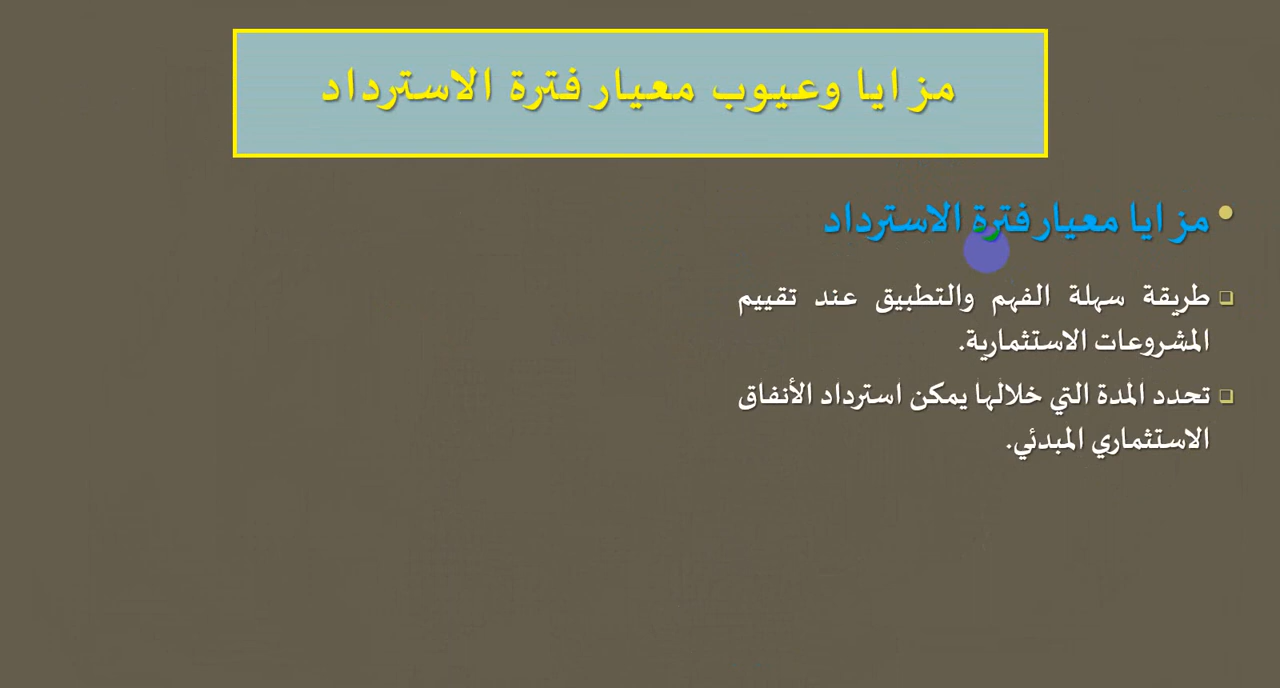 مزايا وعيوب معيار فترة الاسترداد
مزايا معيار فترة الاسترداد
طريقة سهلة الفهم والتطبيق عند تقييم
المشروعات الاستثمارية.
تحدد المدة التي خلالها يمكن استرداد الأنفاق
الاستثماري المبدئي.